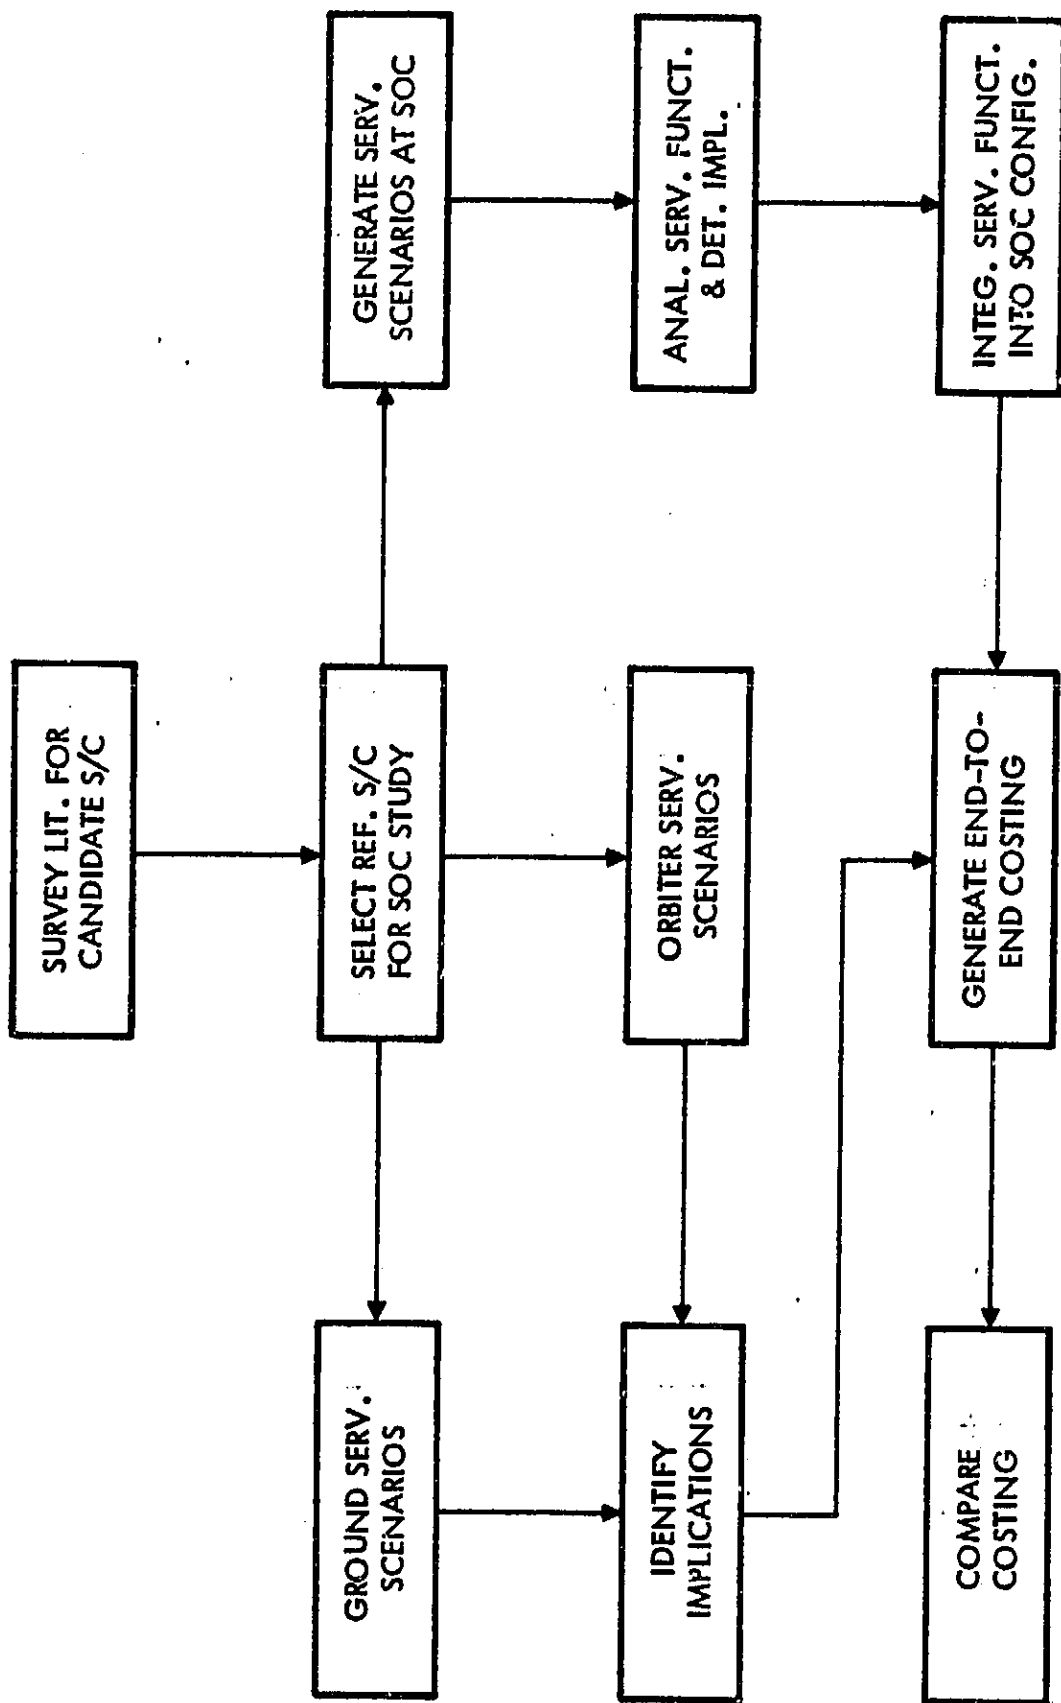 SURVEY LIT. FOR
CANDIDATE S/C
GROUND SERV.
SCENARIOS
SELECT REF. S/C
FOR SOC STUDY
GENERATE SERV.
SCENARIOS AT SOC
IDENTIFY
IMPLICATIONS
ORBITER SERV.
SCENARIOS
ANAL. SERV. FUNCT.
& DET. IMPL.
COMPARE
COSTING
GENERATE END-TO-
END COSTING
INTEG. SERV. FUNCT.
INTO SOC CONFIG.